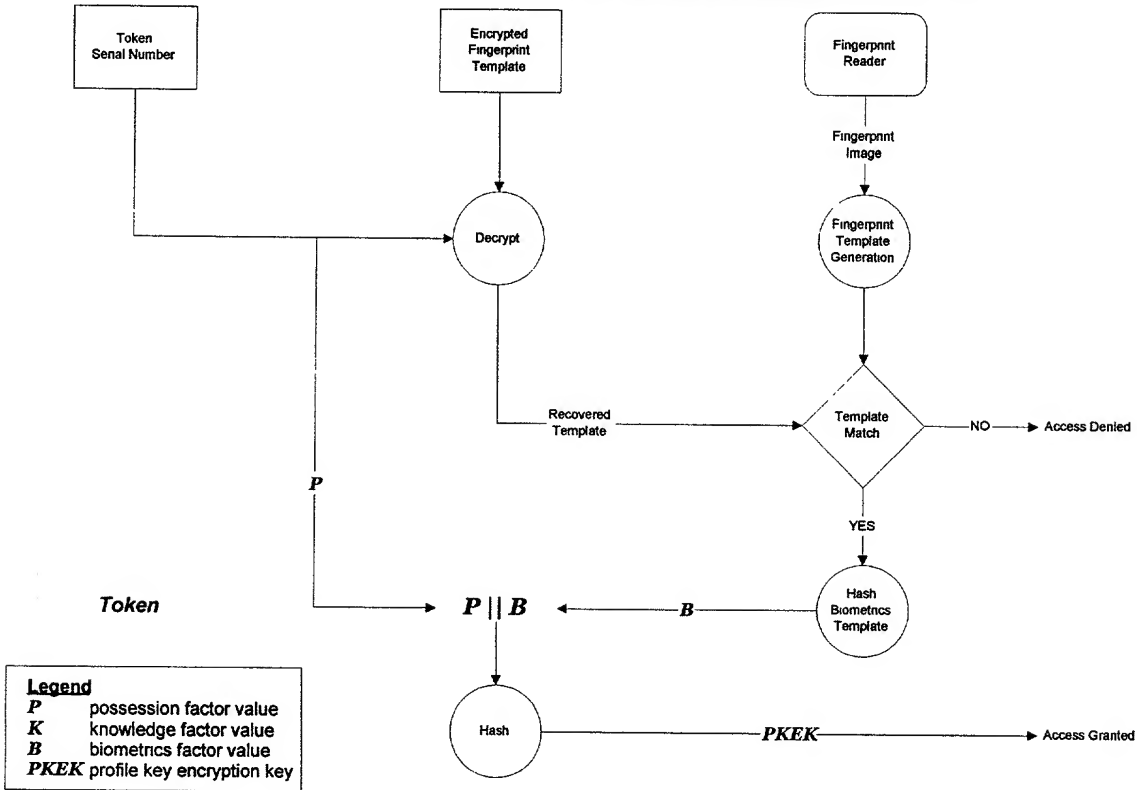 Token
Serial Number
Encrypted
Fingerprint
Template
Fingerprint
Reader
Fingerprint
Image
Decrypt
Fingerprint
Template
Generation
Recovered
Template
Template
Match
NO
Access Denied
P
YES
Token
P || B
B
Hash
Biometrics
Template
Legend
P possession factor value
K knowledge factor value
B biometrics factor value
PKEK profile key encryption key
Hash
PKEK
Access Granted